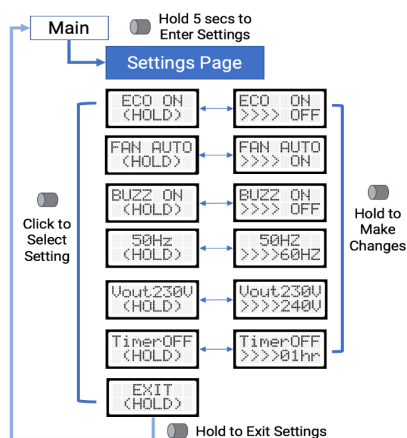 Main
Hold 5 secs to
Enter Settings
Settings Page
ECO ON
(HOLD)
ECO ON
>>>> OFF
FAN AUTO
(HOLD)
FAN AUTO
>>>> ON
BUZZ ON
(HOLD)
BUZZ ON
>>>> OFF
Click to
Select
Setting
50Hz
(HOLD)
50HZ
>>>>60HZ
Hold to
Make
Changes
Vout230V
(HOLD)
Vout230V
>>>>240V
TimerOFF
(HOLD)
TimerOFF
>>>>01hr
EXIT
(HOLD)
Hold to Exit Settings